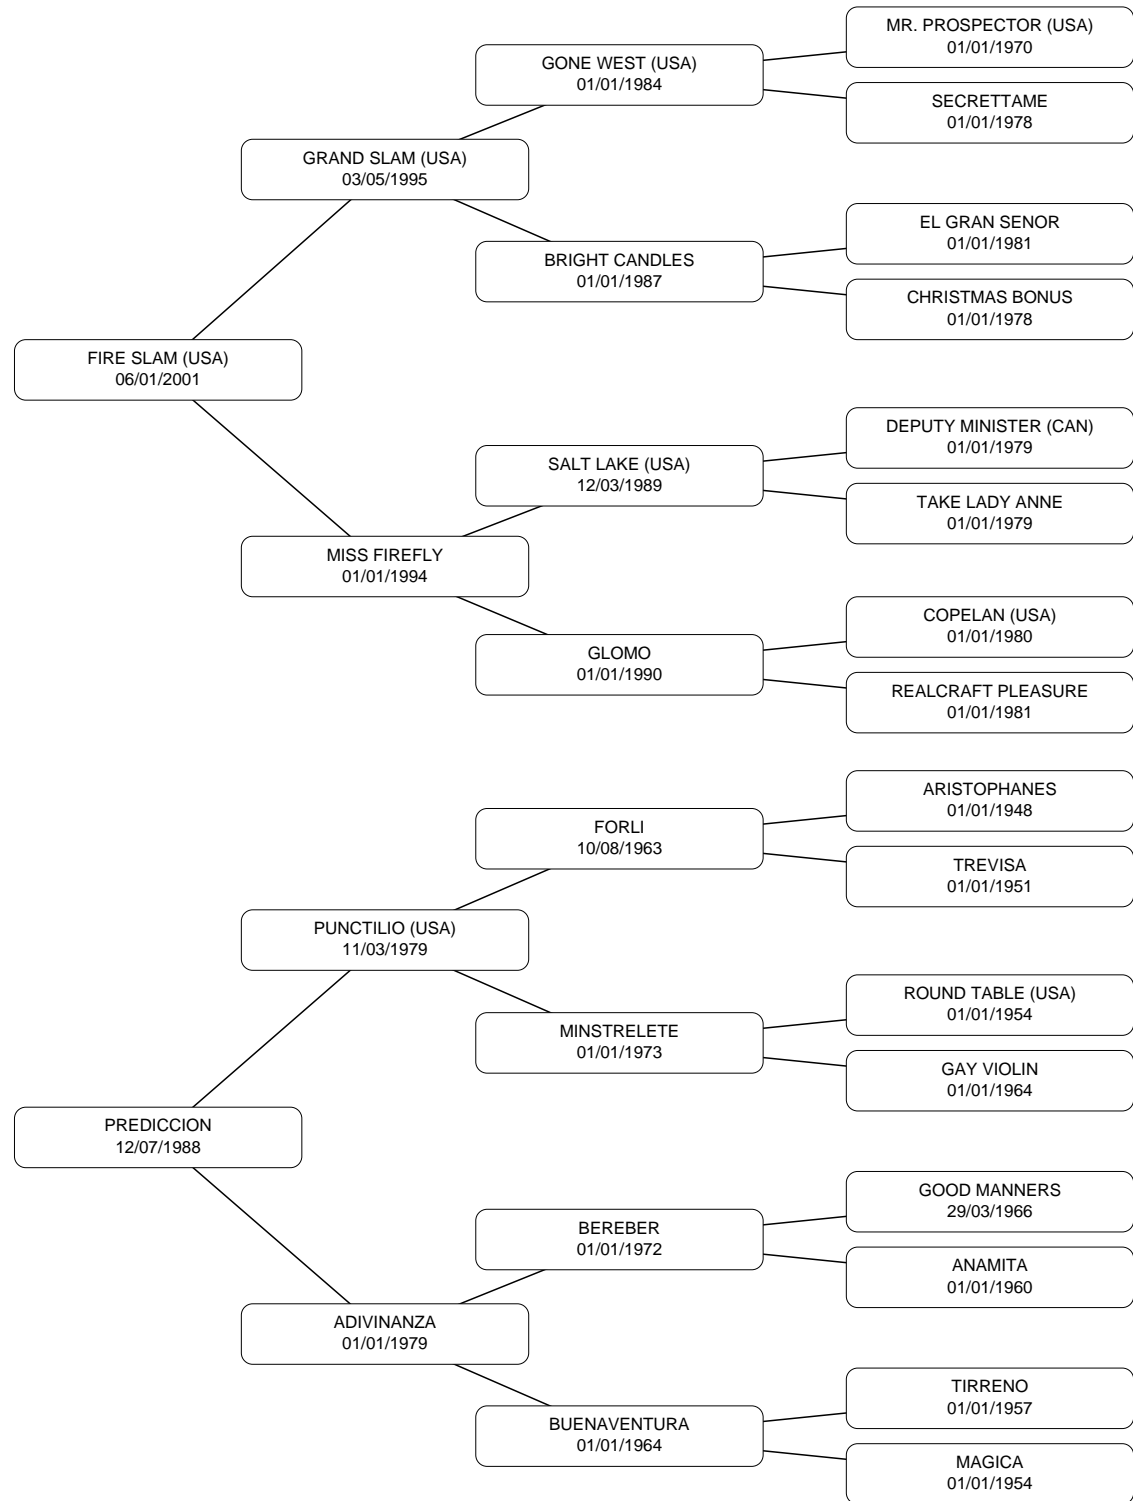 MR. PROSPECTOR (USA)
01/01/1970
GONE WEST (USA)
01/01/1984
SECRETTAME
01/01/1978
GRAND SLAM (USA)
03/05/1995
EL GRAN SENOR
01/01/1981
BRIGHT CANDLES
01/01/1987
CHRISTMAS BONUS
01/01/1978
FIRE SLAM (USA)
06/01/2001
DEPUTY MINISTER (CAN)
01/01/1979
SALT LAKE (USA)
12/03/1989
TAKE LADY ANNE
01/01/1979
MISS FIREFLY
01/01/1994
COPELAN (USA)
01/01/1980
GLOMO
01/01/1990
REALCRAFT PLEASURE
01/01/1981
ARISTOPHANES
01/01/1948
FORLI
10/08/1963
TREVISA
01/01/1951
PUNCTILIO (USA)
11/03/1979
ROUND TABLE (USA)
01/01/1954
MINSTRELETE
01/01/1973
GAY VIOLIN
01/01/1964
PREDICCION
12/07/1988
GOOD MANNERS
29/03/1966
BEREBER
01/01/1972
ANAMITA
01/01/1960
ADIVINANZA
01/01/1979
TIRRENO
01/01/1957
BUENAVENTURA
01/01/1964
MAGICA
01/01/1954